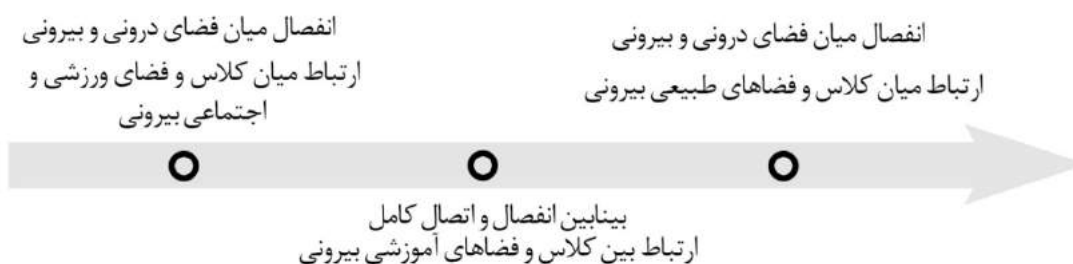 انفصال میان فضای درونی و بیرونی
ارتباط میان کلاس و فضاهای طبیعی بیرونی
انفصال میان فضای درونی و بیرونی
ارتباط میان کلاس و فضای ورزشی و
اجتماعی بیرونی
بینابین انفصال و اتصال کامل
ارتباط بین کلاس و فضاهای آموزشی بیرونی